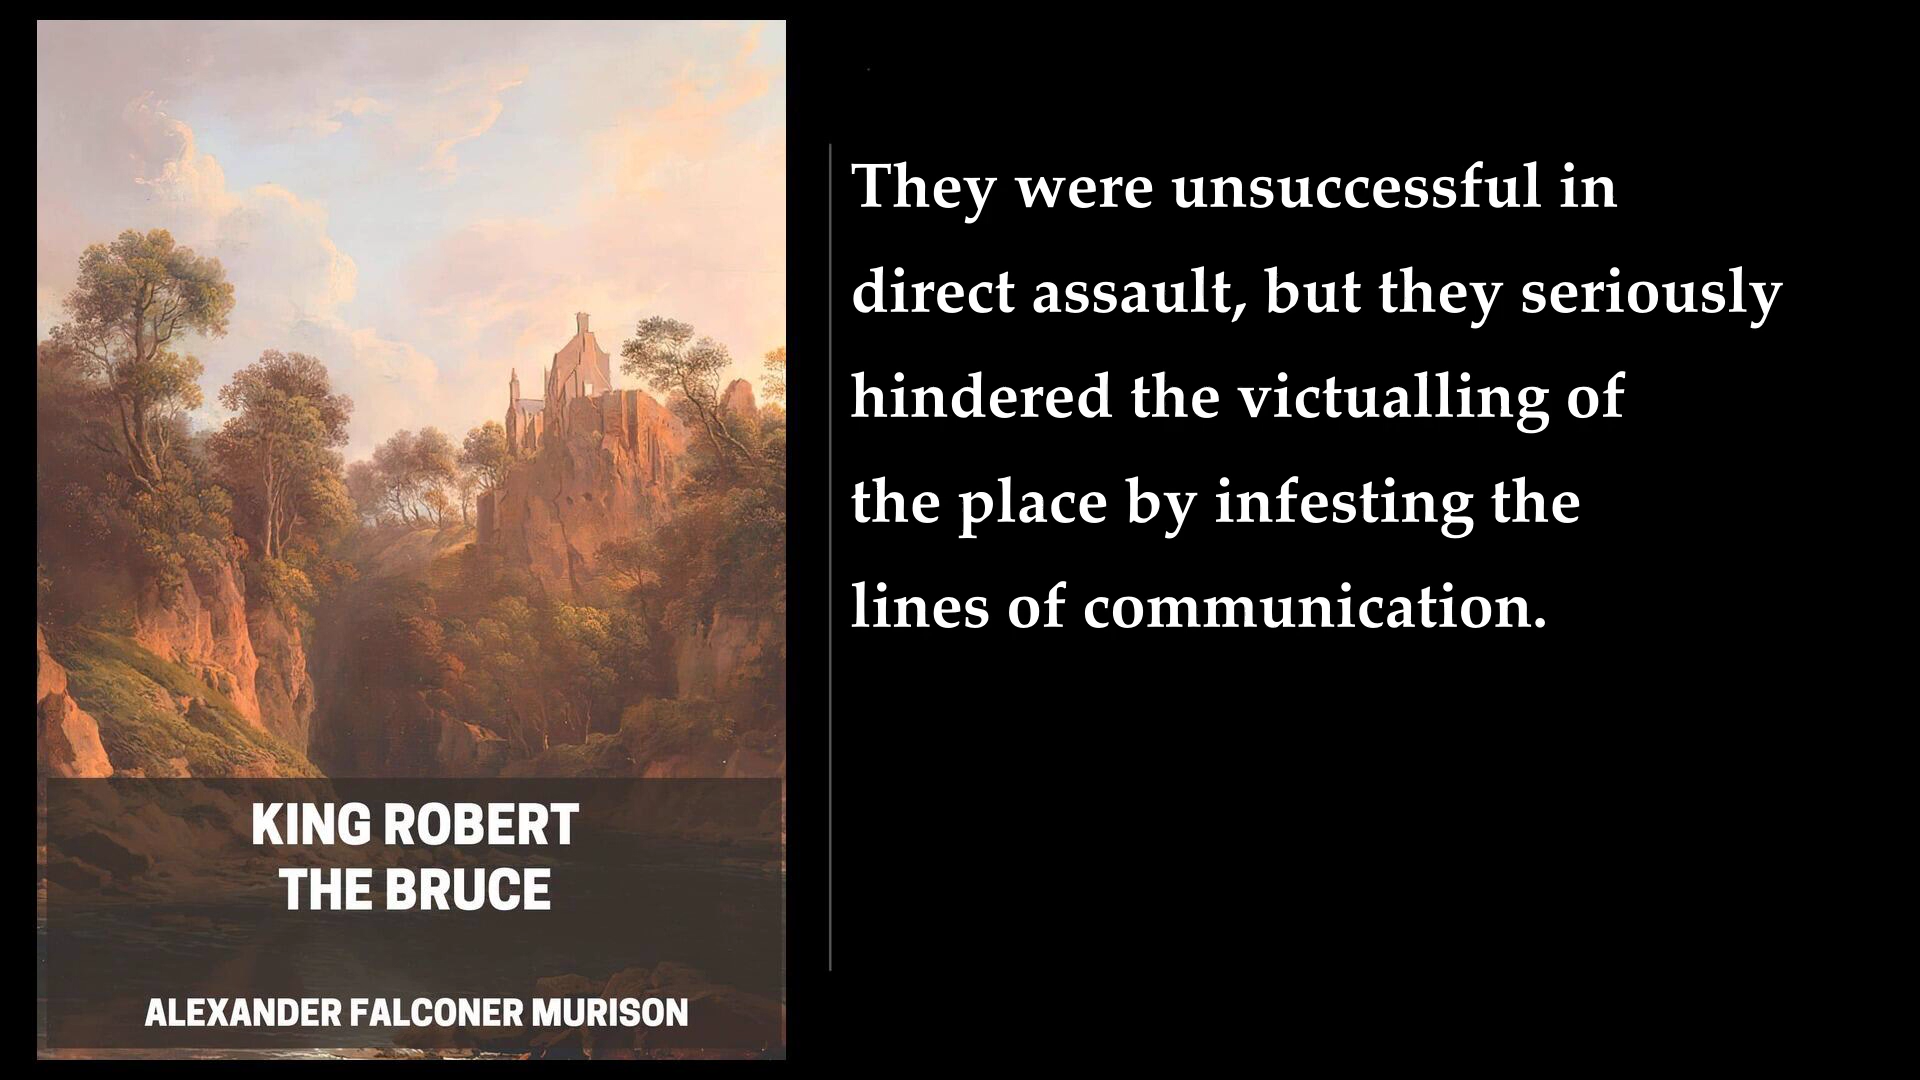 KING ROBERT
THE BRUCE
ALEXANDER FALCONER MURISON
They were unsuccessful in
direct assault, but they seriously
hindered the victualling of
the place by infesting the
lines of communication.